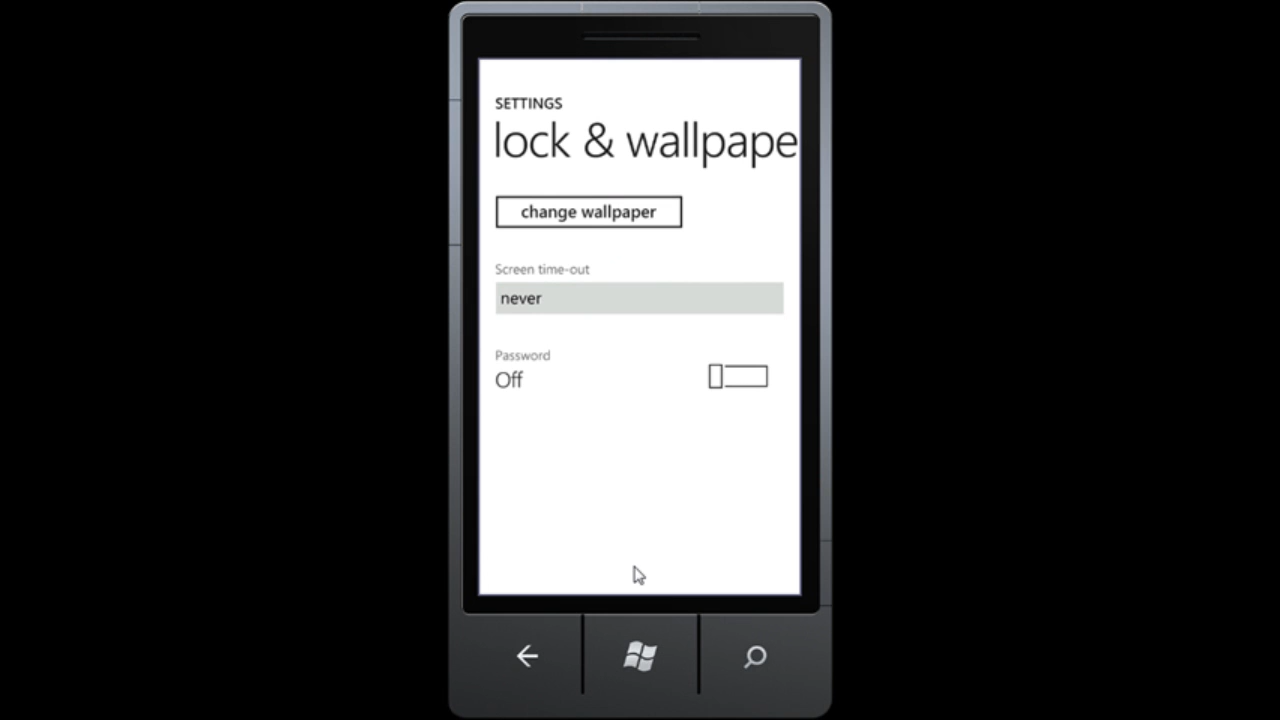 SETTINGS
lock & wallpape
change wallpaper
Screen time-out
never
Password
Off